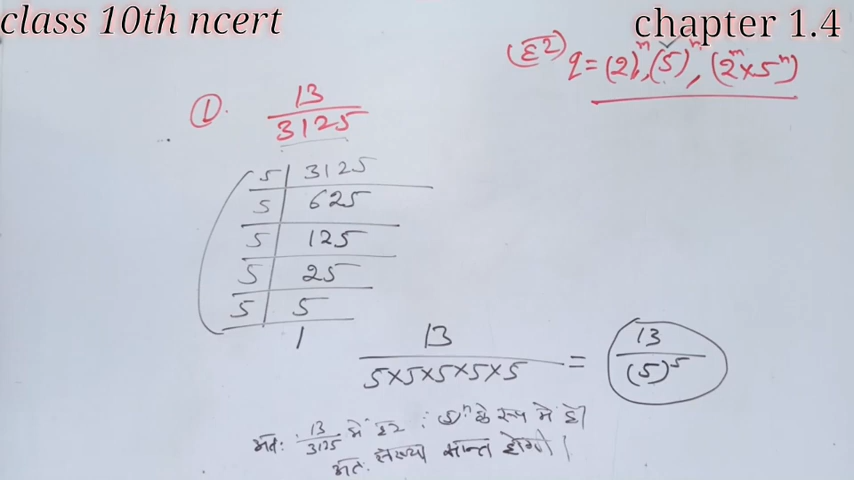 class 10th ncert
chapter 1.4
(हर) q = (2)^m, (5)^n, (2^m×5^n)
① 13/3125
5 | 3125
5 | 625
5 | 125
5 | 25
5 | 5
1
13/(5×5×5×5×5) = 13/(5)^5
अतः 13/3125 में हर 5^n के रूप में है।
अतः संख्या सान्त होगी।